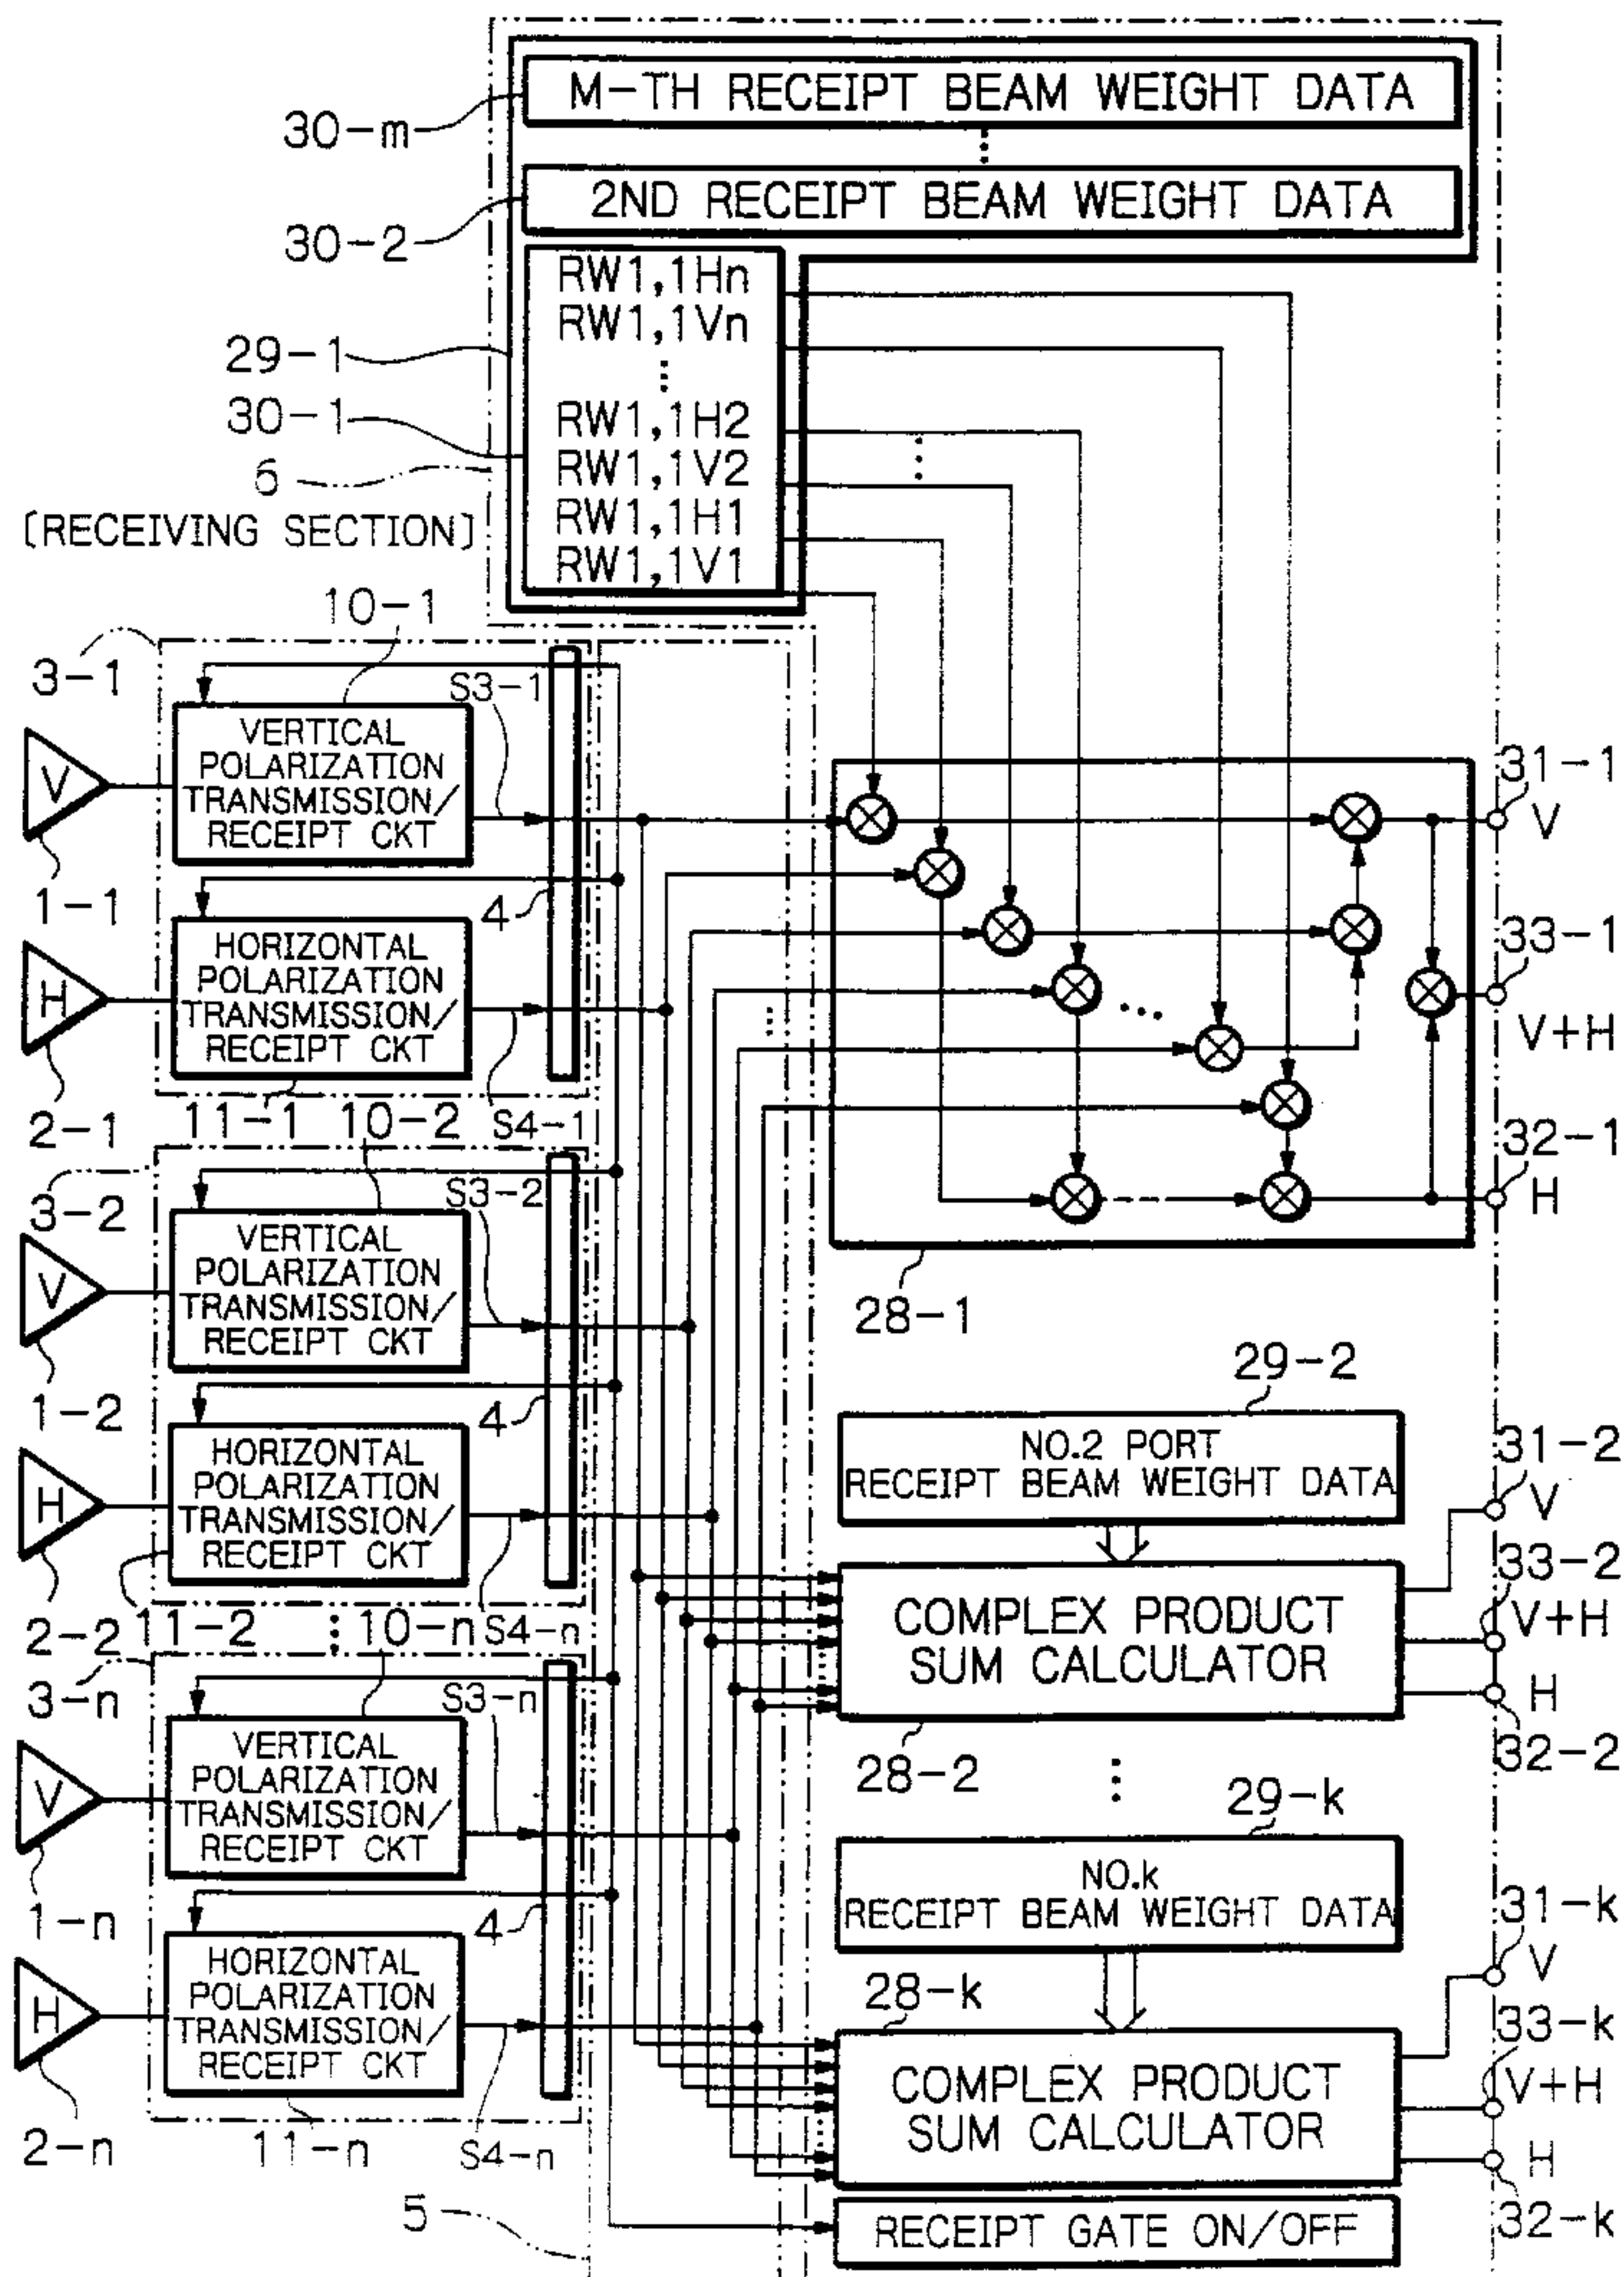 M-TH RECEIPT BEAM WEIGHT DATA
30-m
2ND RECEIPT BEAM WEIGHT DATA
30-2
RW1,1Hn
RW1,1Vn
29-1
30-1
RW1,1H2
RW1,1V2
6
RW1,1H1
[RECEIVING SECTION]
RW1,1V1
10-1
3-1
S3-1
VERTICAL
POLARIZATION
TRANSMISSION/
RECEIPT CKT
V
1-1
4
31-1
V
HORIZONTAL
POLARIZATION
TRANSMISSION/
RECEIPT CKT
H
2-1
11-1
S4-1
33-1
V+H
32-1
H
28-1
10-2
3-2
S3-2
VERTICAL
POLARIZATION
TRANSMISSION/
RECEIPT CKT
V
1-2
4
HORIZONTAL
POLARIZATION
TRANSMISSION/
RECEIPT CKT
H
2-2
11-2
S4-n
29-2
NO.2 PORT
RECEIPT BEAM WEIGHT DATA
31-2
V
33-2
V+H
COMPLEX PRODUCT
SUM CALCULATOR
H
32-2
28-2
10-n
3-n
S3-n
VERTICAL
POLARIZATION
TRANSMISSION/
RECEIPT CKT
V
1-n
4
29-k
NO.k
RECEIPT BEAM WEIGHT DATA
31-k
V
HORIZONTAL
POLARIZATION
TRANSMISSION/
RECEIPT CKT
H
2-n
11-n
S4-n
28-k
33-k
COMPLEX PRODUCT
SUM CALCULATOR
V+H
H
32-k
5
RECEIPT GATE ON/OFF